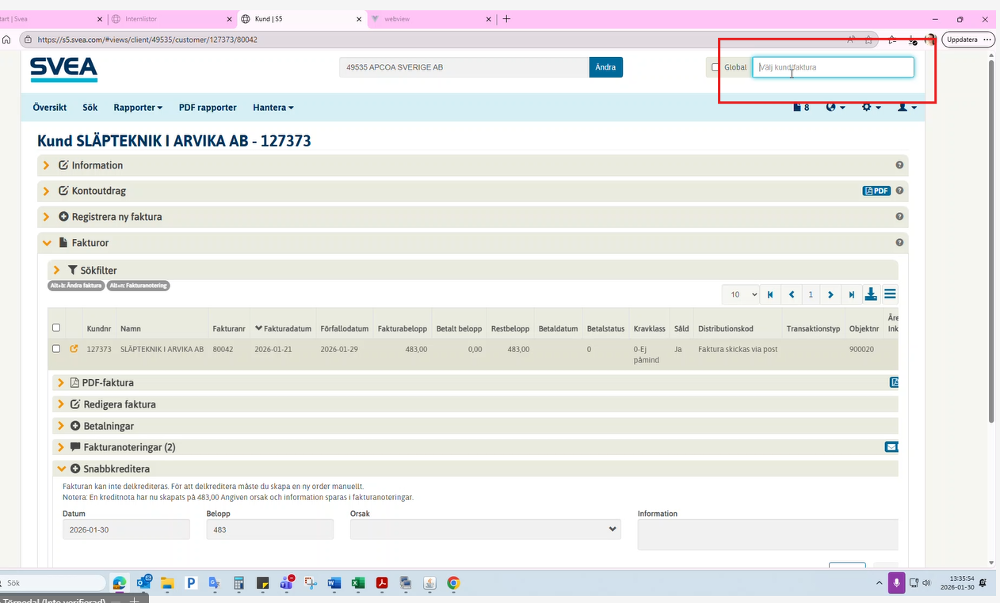 tart | Svea
Internlistor
Kund | S5
webview
https://s5.svea.com/#views/client/49535/customer/127373/80042
Uppdatera
SVEA
49535 APCOA SVERIGE AB
Ändra
Global
Välj kund/faktura
Översikt Sök Rapporter PDF rapporter Hantera
8
Kund SLÄPTEKNIK I ARVIKA AB - 127373
Information
Kontoutdrag
PDF
Registrera ny faktura
Fakturor
Sökfilter
Alt+b: Ändra faktura Alt+n: Fakturanotering
10 1
Kundnr Namn Fakturanr Fakturadatum Förfallodatum Fakturabelopp Betalt belopp Restbelopp Betaldatum Betalstatus Kravklass Såld Distributionskod Transaktionstyp Objektnr Äre
Ink
127373 SLÄPTEKNIK I ARVIKA AB 80042 2026-01-21 2026-01-29 483,00 0,00 483,00 0 0-Ej Ja Faktura skickas via post 900020
påmind
PDF-faktura
Redigera faktura
Betalningar
Fakturanoteringar (2)
Snabbkreditera
Fakturan kan inte delkrediteras. För att delkreditera måste du skapa en ny order manuellt.
Notera: En kreditnota har nu skapats på 483,00 Angiven orsak och information sparas i fakturanoteringar.
Datum Belopp Orsak Information
2026-01-30 483
Sök
13:35:54
2026-01-30
Törnedal (Inte verifierad)